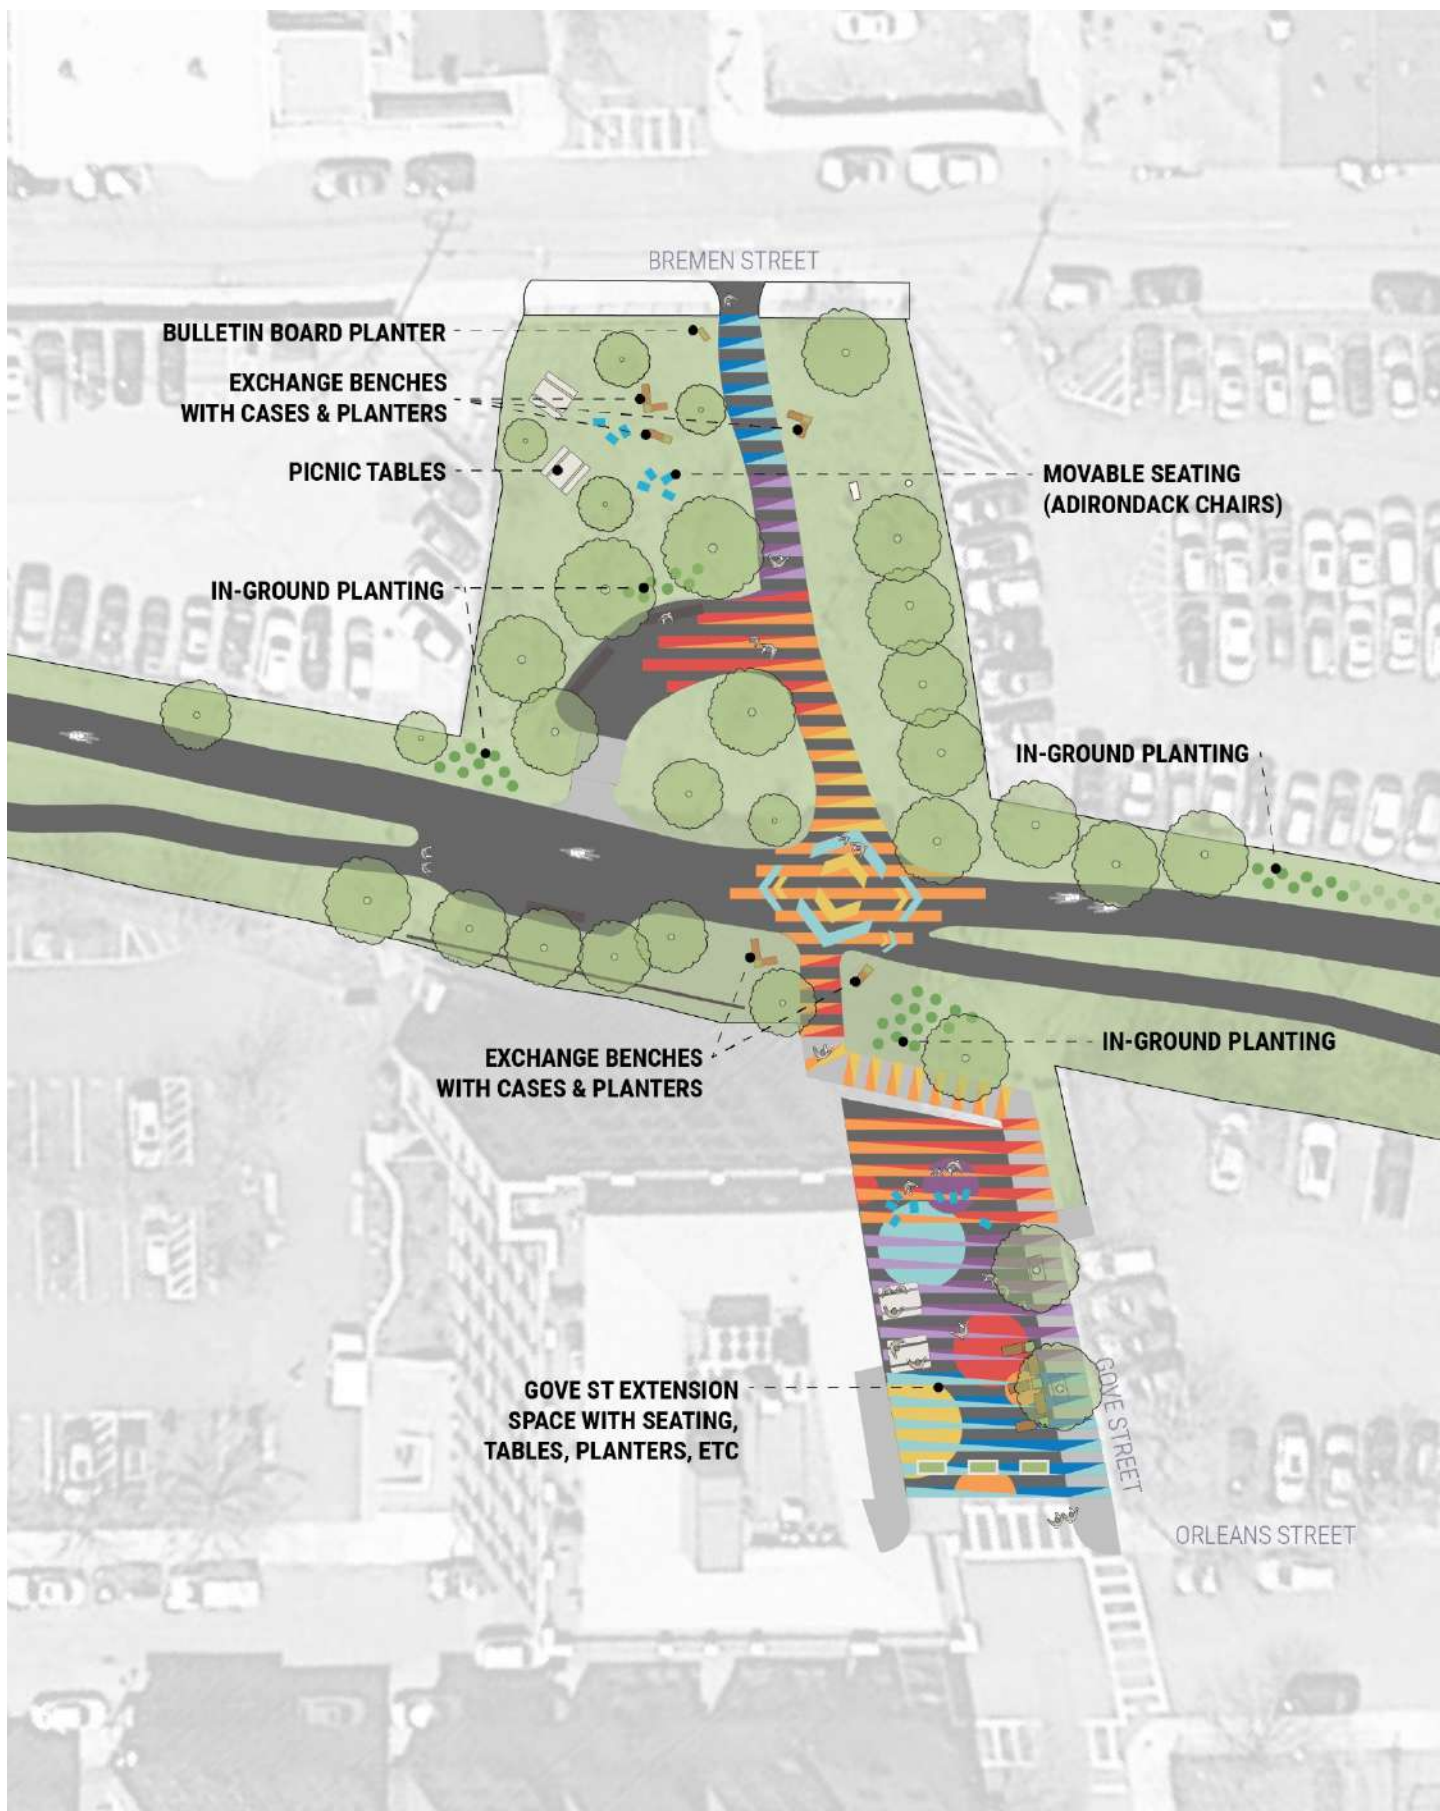 BREMEN STREET
BULLETIN BOARD PLANTER
EXCHANGE BENCHES
WITH CASES & PLANTERS
PICNIC TABLES
MOVABLE SEATING
(ADIRONDACK CHAIRS)
IN-GROUND PLANTING
IN-GROUND PLANTING
IN-GROUND PLANTING
EXCHANGE BENCHES
WITH CASES & PLANTERS
GOVE ST EXTENSION
SPACE WITH SEATING,
TABLES, PLANTERS, ETC
GOVE STREET
ORLEANS STREET